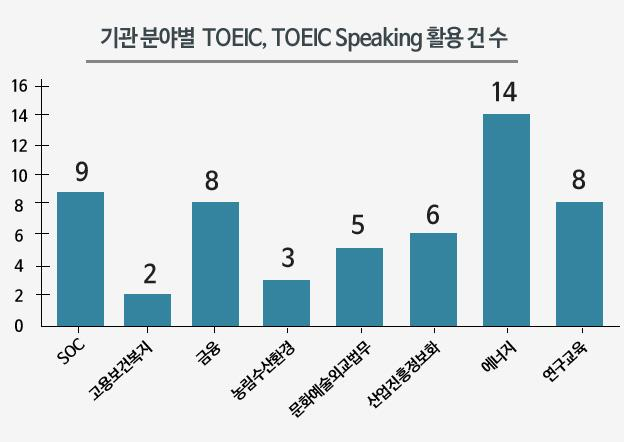 기관 분야별 TOEIC, TOEIC Speaking 활용 건 수
16
14
12
10
8
6
4
2
0
9
2
8
3
5
6
14
8
SOC
고용보건복지
금융
농림수산환경
문화예술외교법무
산업진흥정보화
에너지
연구교육